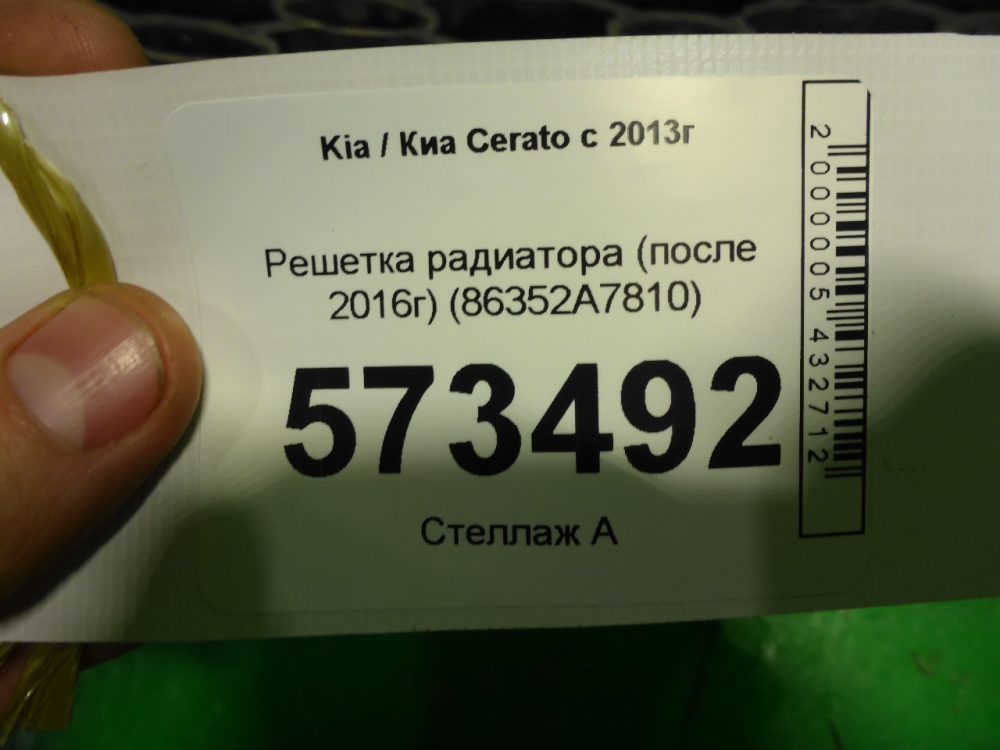 Kia / Киа Cerato с 2013г
Решетка радиатора (после
2016г) (86352A7810)
573492
Стеллаж А
2000005432712